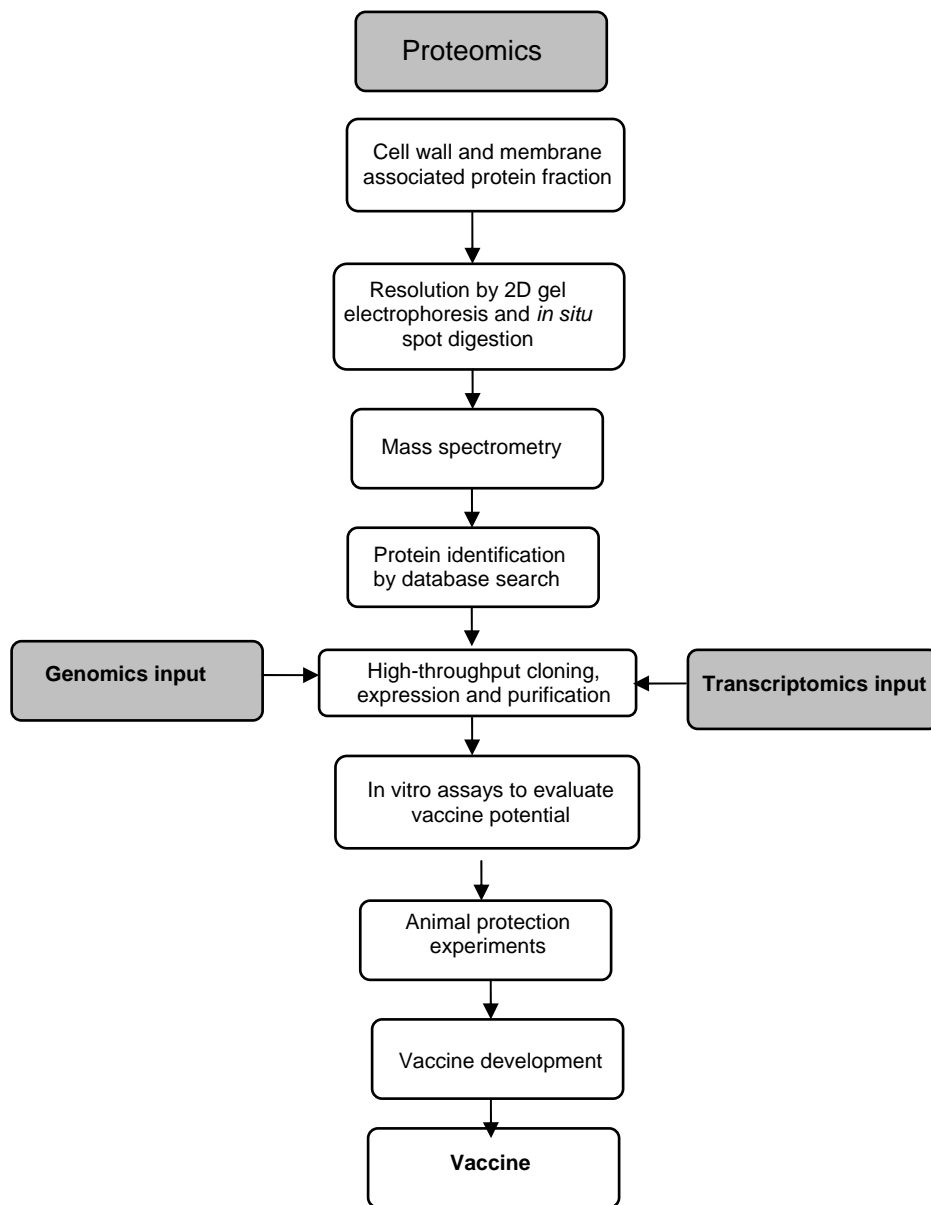 Proteomics
Cell wall and membrane
associated protein fraction
Resolution by 2D gel
electrophoresis and in situ
spot digestion
Mass spectrometry
Protein identification
by database search
Genomics input
High-throughput cloning,
expression and purification
Transcriptomics input
In vitro assays to evaluate
vaccine potential
Animal protection
experiments
Vaccine development
Vaccine